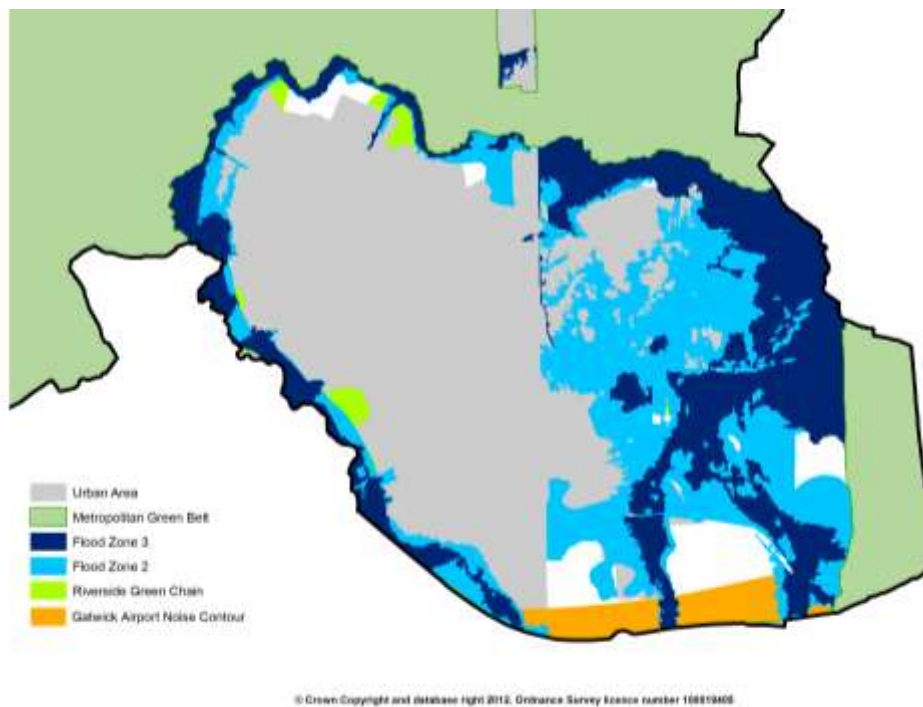 Urban Area
Metropolitan Green Belt
Flood Zone 3
Flood Zone 2
Riverside Green Chain
Gatwick Airport Noise Contour
© Crown Copyright and database right 2012. Ordnance Survey licence number